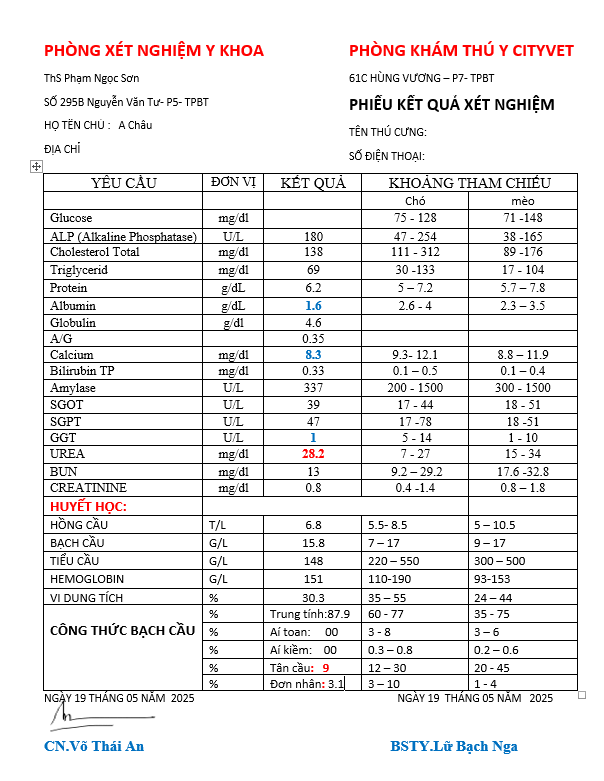 PHÒNG XÉT NGHIỆM Y KHOA
PHÒNG KHÁM THÚ Y CITYVET
ThS Phạm Ngọc Sơn
61C HÙNG VƯƠNG – P7- TPBT
SỐ 295B Nguyễn Văn Tư- P5- TPBT
PHIẾU KẾT QUẢ XÉT NGHIỆM
HỌ TÊN CHỦ : A Châu
TÊN THÚ CƯNG:
ĐỊA CHỈ
SỐ ĐIỆN THOẠI:
YÊU CẦU ĐƠN VỊ KẾT QUẢ KHOẢNG THAM CHIẾU
Chó mèo
Glucose mg/dl 75 - 128 71 -148
ALP (Alkaline Phosphatase) U/L 180 47 - 254 38 -165
Cholesterol Total mg/dl 138 111 - 312 89 -176
Triglycerid mg/dl 69 30 -133 17 - 104
Protein g/dL 6.2 5 – 7.2 5.7 – 7.8
Albumin g/dL 1.6 2.6 - 4 2.3 – 3.5
Globulin g/dl 4.6
A/G 0.35
Calcium mg/dl 8.3 9.3- 12.1 8.8 – 11.9
Bilirubin TP mg/dl 0.33 0.1 – 0.5 0.1 – 0.4
Amylase U/L 337 200 - 1500 300 - 1500
SGOT U/L 39 17 - 44 18 - 51
SGPT U/L 47 17 -78 18 -51
GGT U/L 1 5 - 14 1 - 10
UREA mg/dl 28.2 7 - 27 15 - 34
BUN mg/dl 13 9.2 – 29.2 17.6 -32.8
CREATININE mg/dl 0.8 0.4 -1.4 0.8 – 1.8
HUYẾT HỌC:
HỒNG CẦU T/L 6.8 5.5- 8.5 5 – 10.5
BẠCH CẦU G/L 15.8 7 – 17 9 – 17
TIỂU CẦU G/L 148 220 – 550 300 – 500
HEMOGLOBIN G/L 151 110-190 93-153
VI DUNG TÍCH % 30.3 35 – 55 24 – 44
CÔNG THỨC BẠCH CẦU % Trung tính:87.9 60 - 77 35 - 75
% Aí toan: 00 3 - 8 3 – 6
% Aí kiềm: 00 0.3 – 0.8 0.2 – 0.6
% Tân cầu: 9 12 – 30 20 - 45
% Đơn nhân: 3.1 3 – 10 1 - 4
NGÀY 19 THÁNG 05 NĂM 2025
NGÀY 19 THÁNG 05 NĂM 2025
CN.Võ Thái An
BSTY.Lữ Bạch Nga